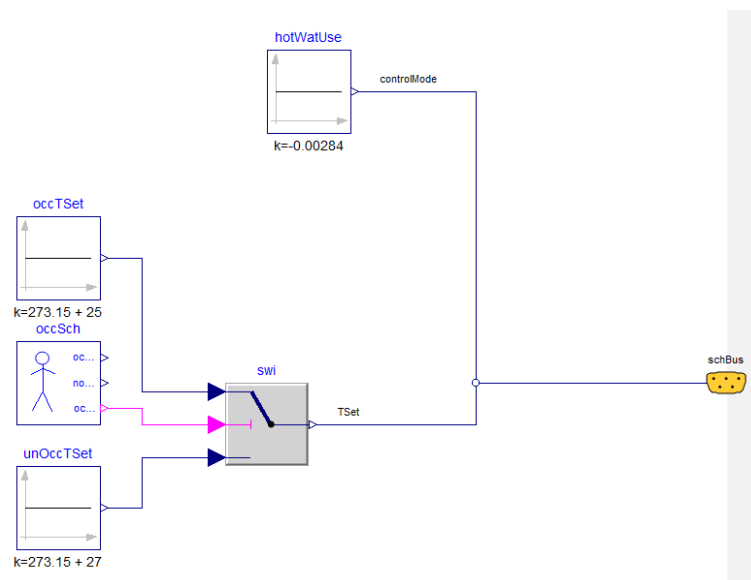 hotWatUse
controlMode
k=-0.00284
occTSet
k=273.15 + 25
occSch
oc...
no...
oc...
swi
TSet
schBus
unOccTSet
k=273.15 + 27